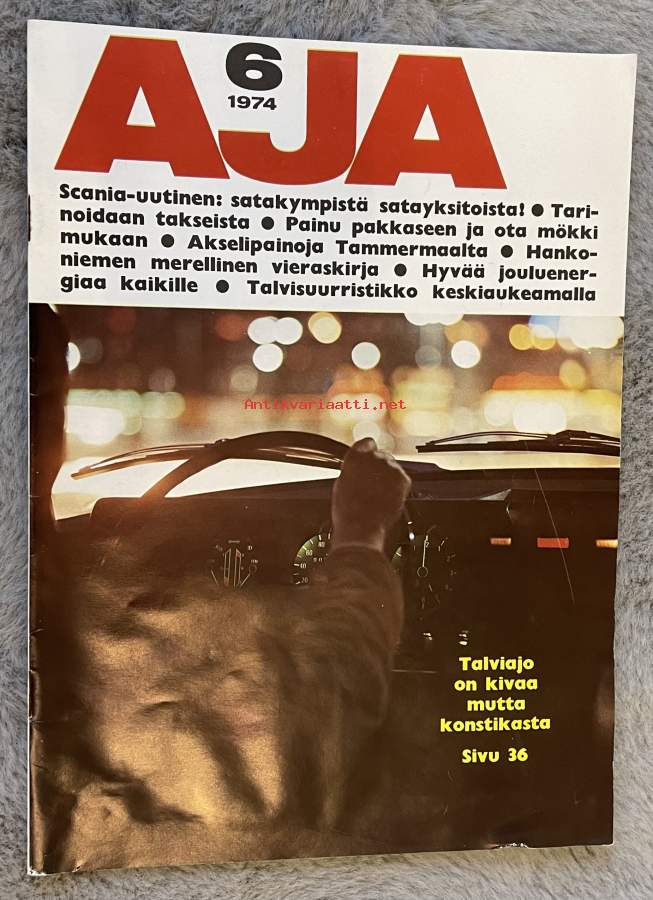 AJA
6
1974
Scania-uutinen: satakympistä satayksitoista! ● Tari-
noidaan takseista ● Painu pakkaseen ja ota mökki
mukaan ● Akselipainoja Tammermaalta ● Hanko-
niemen merellinen vieraskirja ● Hyvää jouluener-
giaa kaikille ● Talvisuurristikko keskiaukeamalla
Antikvariaatti.net
Talviajo
on kivaa
mutta
konstikasta
Sivu 36